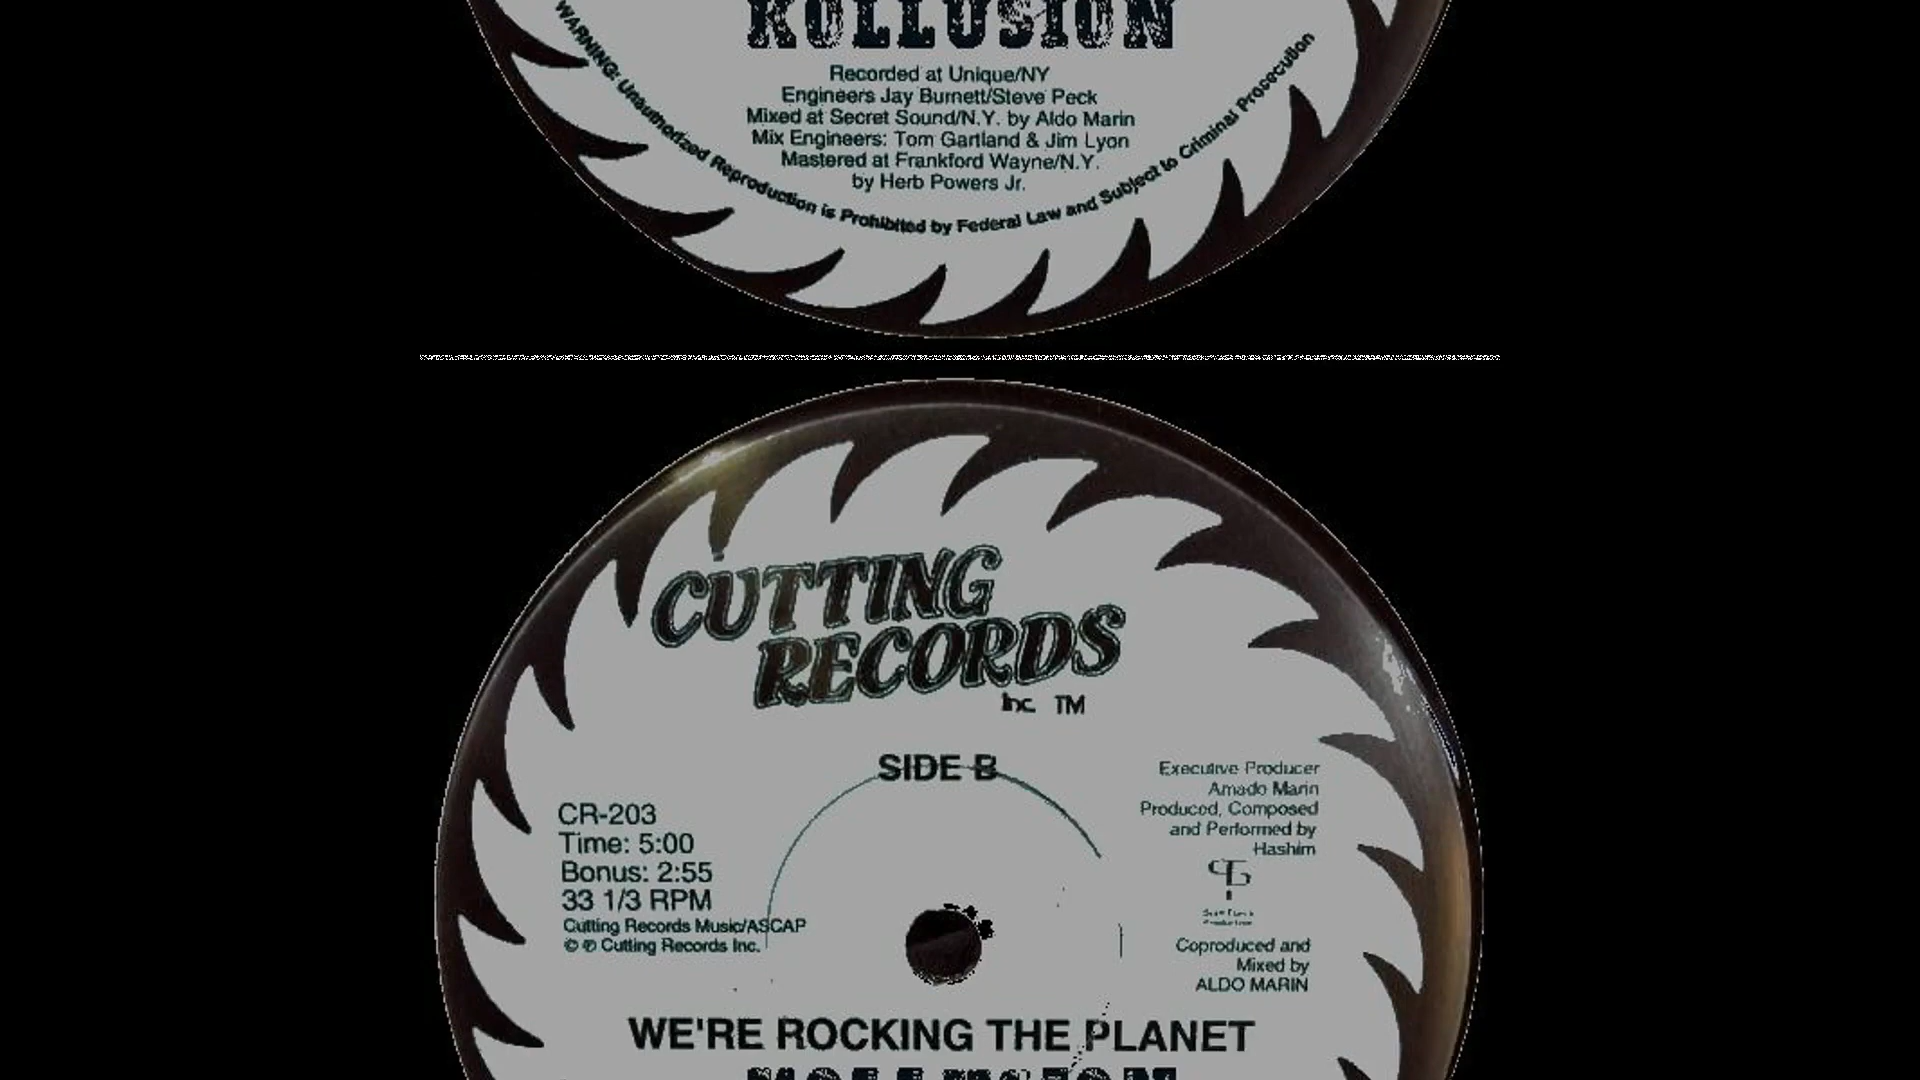 KOLLUSION
Recorded at Unique/NY
Engineers Jay Burnett/Steve Peck
Mixed at Secret Sound/N.Y. by Aldo Marin
Mix Engineers: Tom Gartland & Jim Lyon
Mastered at Frankford Wayne/N.Y.
by Herb Powers Jr.
WARNING: Unauthorized Reproduction is Prohibited by Federal Law and Subject to Criminal Prosecution
CUTTING
RECORDS
Inc. TM
SIDE B
CR-203
Time: 5:00
Bonus: 2:55
33 1/3 RPM
Cutting Records Music/ASCAP
© ℗ Cutting Records Inc.
Executive Producer
Amado Marin
Produced, Composed
and Performed by
Hashim
Coproduced and
Mixed by
ALDO MARIN
WE'RE ROCKING THE PLANET
KOLLUSION